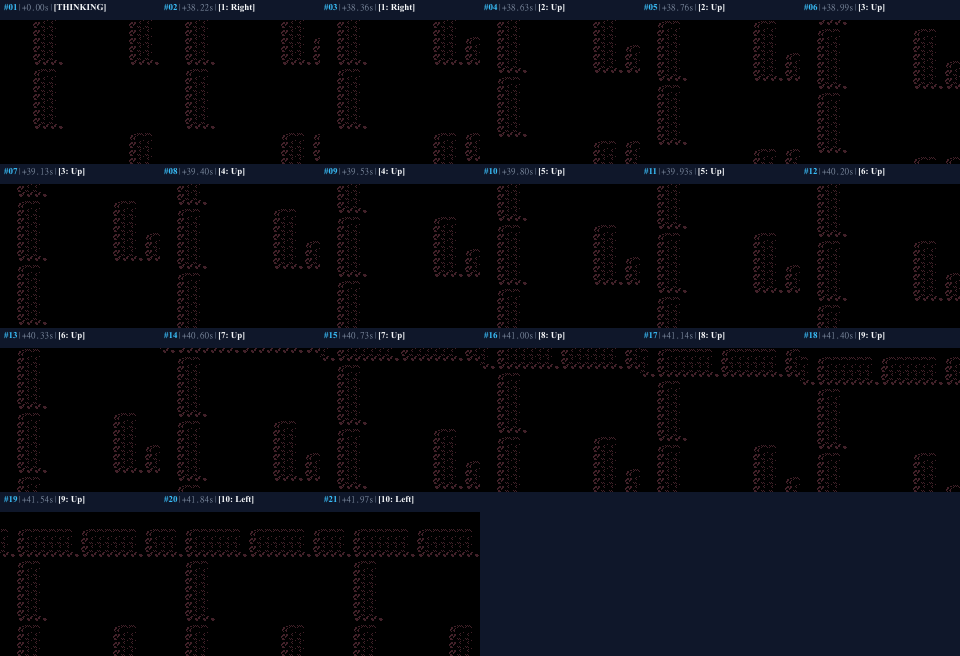 #01|+0.00s|[THINKING] #02|+38.22s|[1: Right] #03|+38.36s|[1: Right] #04|+38.63s|[2: Up] #05|+38.76s|[2: Up] #06|+38.99s|[3: Up]
#07|+39.13s|[3: Up] #08|+39.40s|[4: Up] #09|+39.53s|[4: Up] #10|+39.80s|[5: Up] #11|+39.93s|[5: Up] #12|+40.20s|[6: Up]
#13|+40.33s|[6: Up] #14|+40.60s|[7: Up] #15|+40.73s|[7: Up] #16|+41.00s|[8: Up] #17|+41.14s|[8: Up] #18|+41.40s|[9: Up]
#19|+41.54s|[9: Up] #20|+41.84s|[10: Left] #21|+41.97s|[10: Left]